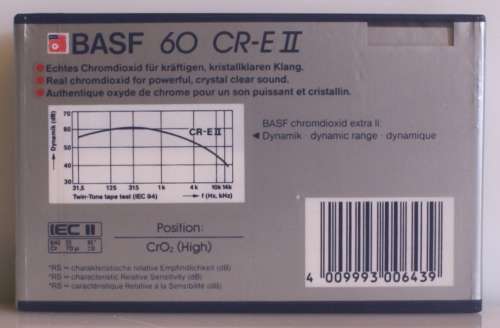 BASF 60 CR-E II
Echtes Chromdioxid für kräftigen, kristallklaren Klang.
Real chromdioxid for powerful, crystal clear sound.
Authentique oxyde de chrome pour un son puissant et cristallin.
Dynamik (dB)
70
60
50
40
30
CR-E II
31,5 125 315 1k 4k 10k 14k
Twin-Tone tape test (IEC 94) f (Hz, kHz)
BASF chromdioxid extra II:
Dynamik · dynamic range · dynamique
IEC II
Position:
CrO₂ (High)
*RS = charakteristische relative Empfindlichkeit (dB)
*RS = characteristic Relative Sensitivity (dB)
*RS = caractéristique Relative à la Sensibilité (dB)
4 009993 006439